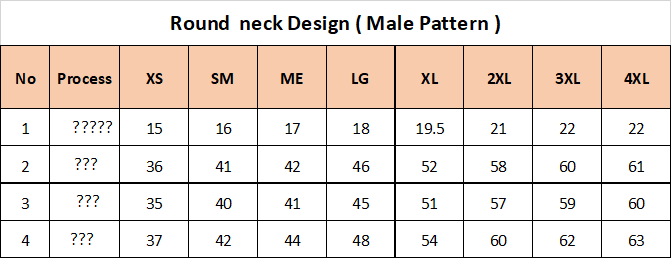 Round neck Design ( Male Pattern )
No Process XS SM ME LG XL 2XL 3XL 4XL
1 ????? 15 16 17 18 19.5 21 22 22
2 ??? 36 41 42 46 52 58 60 61
3 ??? 35 40 41 45 51 57 59 60
4 ??? 37 42 44 48 54 60 62 63